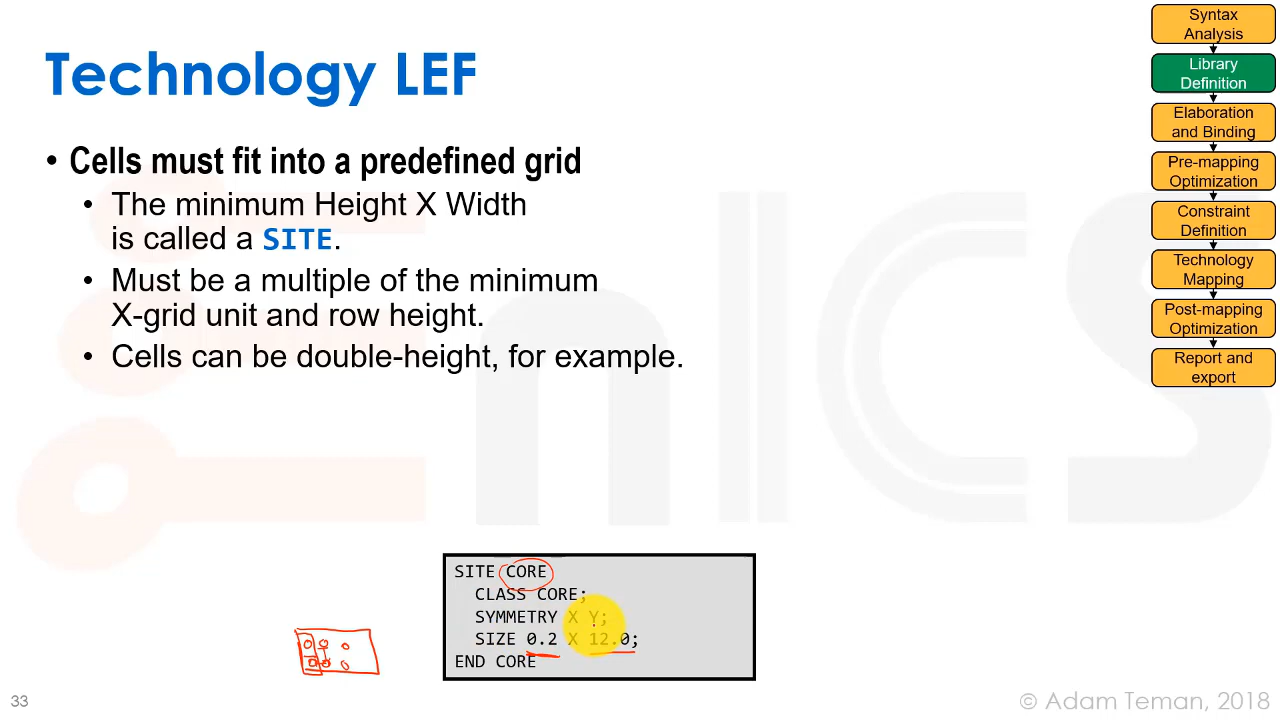 Technology LEF
• Cells must fit into a predefined grid
• The minimum Height X Width
is called a SITE.
• Must be a multiple of the minimum
X-grid unit and row height.
• Cells can be double-height, for example.
SITE CORE
CLASS CORE;
SYMMETRY X Y;
SIZE 0.2 X 12.0;
END CORE
Syntax
Analysis
Library
Definition
Elaboration
and Binding
Pre-mapping
Optimization
Constraint
Definition
Technology
Mapping
Post-mapping
Optimization
Report and
export
33
© Adam Teman, 2018